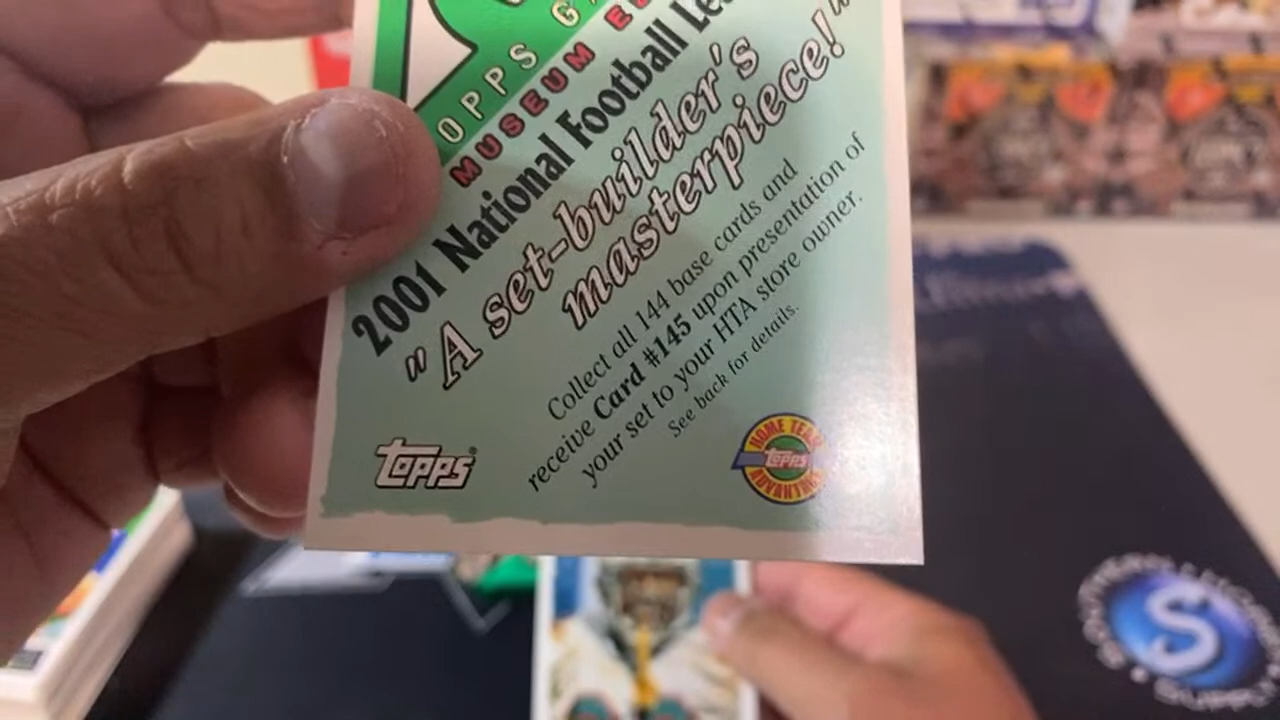 OPPS G
MUSEUM E
2001 National Football Le
"A set-builder's
masterpiece!"
Collect all 144 base cards and
receive Card #145 upon presentation of
your set to your HTA store owner.
See back for details.
topps
HOME TEAM
topps
ADVANTAGE
S
SUPPLY